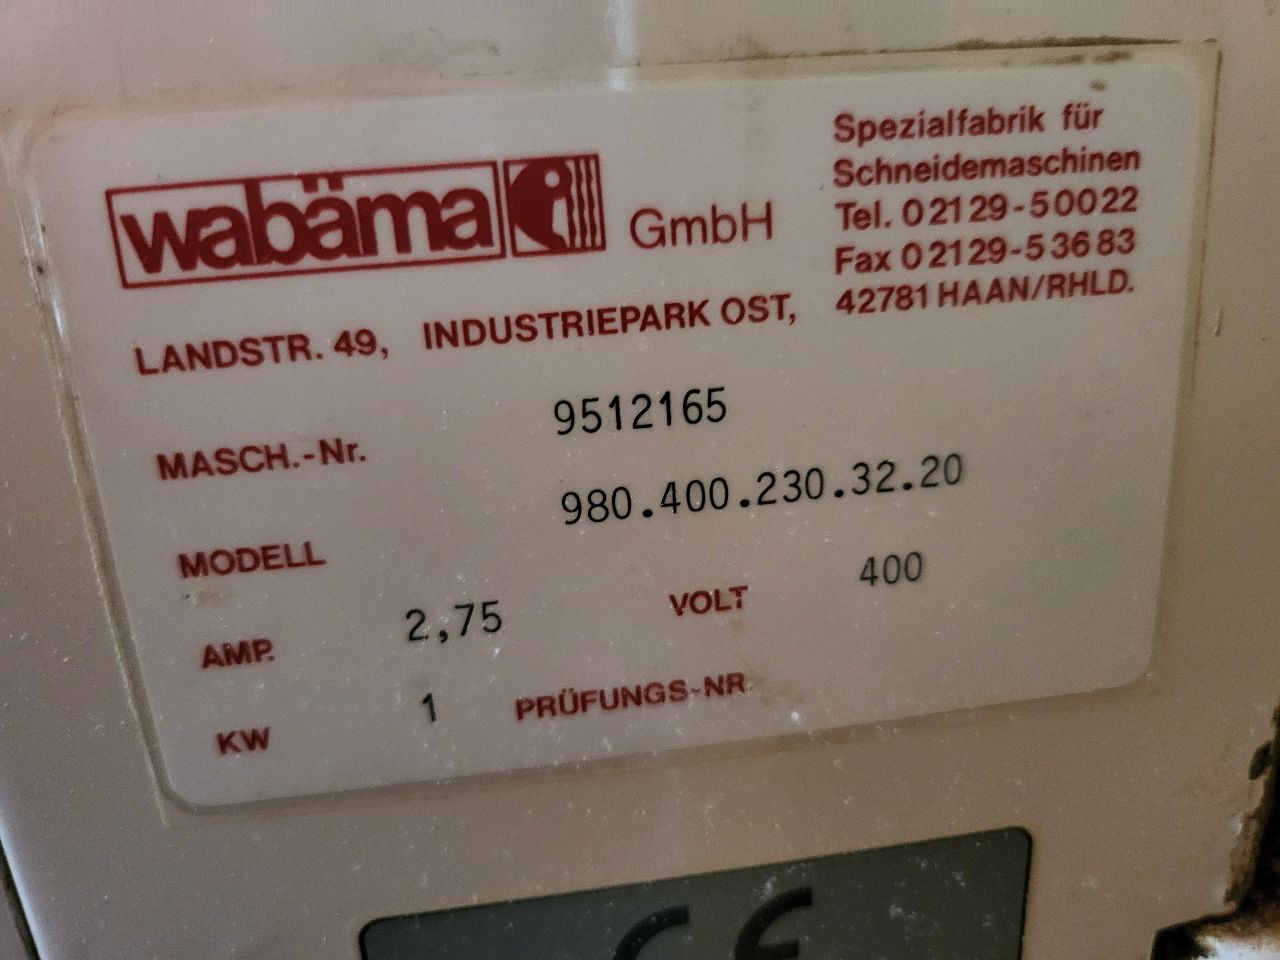 wabäma GmbH
Spezialfabrik für
Schneidemaschinen
Tel. 02129-50022
Fax 02129-53683
LANDSTR. 49, INDUSTRIEPARK OST, 42781 HAAN/RHLD.
MASCH.-Nr. 9512165
MODELL 980.400.230.32.20
AMP. 2,75 VOLT 400
KW 1 PRÜFUNGS-NR
CE